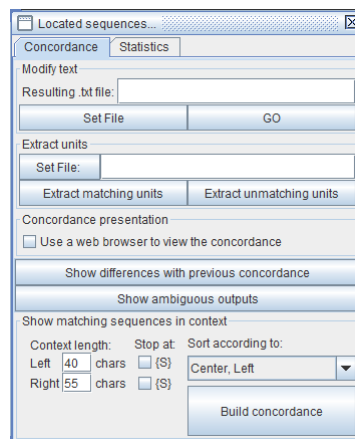 Located sequences...
Concordance Statistics
Modify text
Resulting .txt file:
Set File GO
Extract units
Set File:
Extract matching units Extract unmatching units
Concordance presentation
Use a web browser to view the concordance
Show differences with previous concordance
Show ambiguous outputs
Show matching sequences in context
Context length: Stop at: Sort according to:
Left 40 chars {S} Center, Left
Right 55 chars {S}
Build concordance